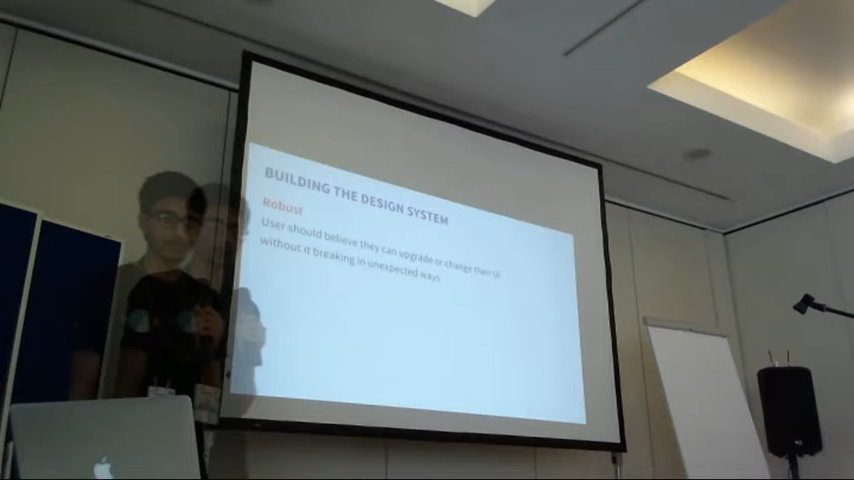 BUILDING THE DESIGN SYSTEM
Robust
User should believe they can upgrade or change their UI
without it breaking in unexpected ways